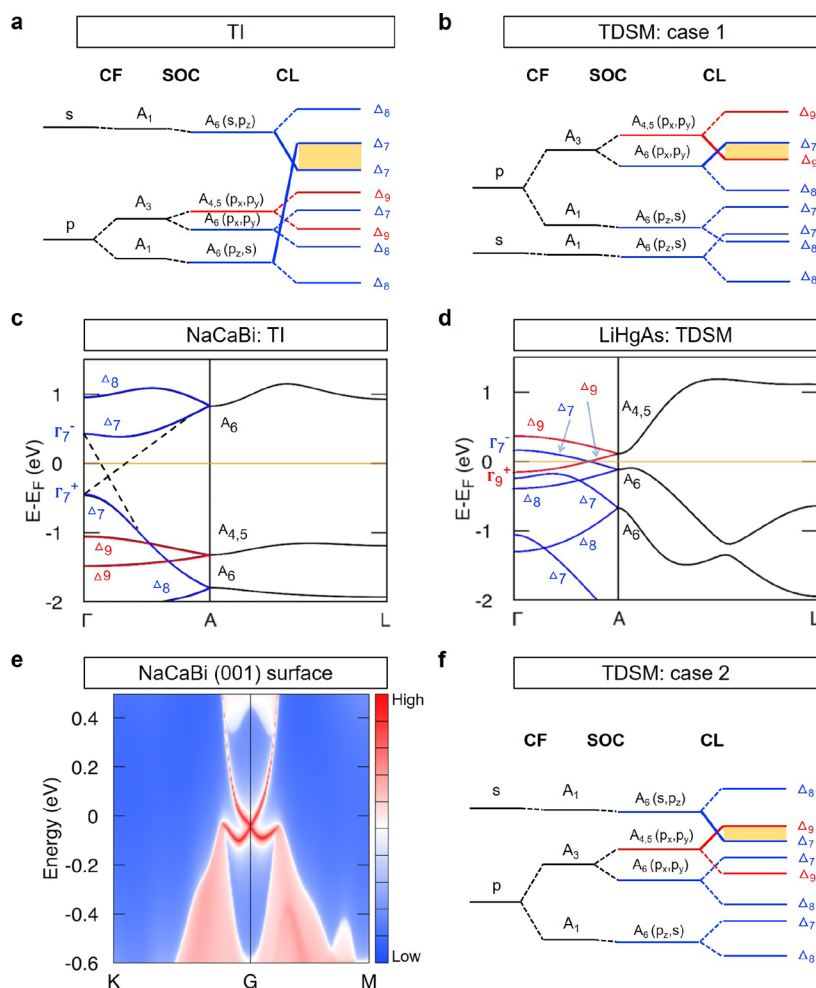 a
TI
CF SOC CL
s
A1
A6 (s,pz)
Δ8
Δ7
Δ7
p
A3
A1
A4,5 (px,py)
A6 (px,py)
A6 (pz,s)
Δ9
Δ7
Δ9
Δ8
Δ8
b
TDSM: case 1
CF SOC CL
p
A3
A1
A4,5 (px,py)
A6 (px,py)
A6 (pz,s)
s
A1
A6 (pz,s)
Δ9
Δ7
Δ9
Δ8
Δ7
Δ7
Δ8
Δ8
c
NaCaBi: TI
E-EF (eV)
1
0
-1
-2
Γ7-
Γ7+
Δ8
Δ7
Δ7
Δ9
Δ9
Δ8
A6
A4,5
A6
Γ A L
d
LiHgAs: TDSM
E-EF (eV)
1
0
-1
-2
Γ7-
Γ9+
Δ9
Δ7
Δ9
Δ8
Δ7
Δ8
Δ7
A4,5
A6
A6
Γ A L
e
NaCaBi (001) surface
Energy (eV)
0.4
0.2
0
-0.2
-0.4
-0.6
K G M
High
Low
f
TDSM: case 2
CF SOC CL
s
A1
A6 (s,pz)
p
A3
A1
A4,5 (px,py)
A6 (px,py)
A6 (pz,s)
Δ8
Δ9
Δ7
Δ7
Δ9
Δ8
Δ7
Δ8